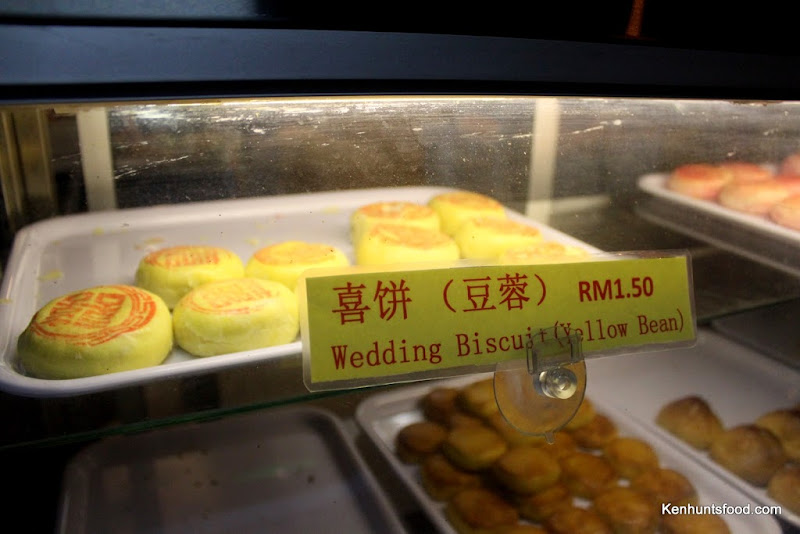 喜饼（豆蓉） RM1.50
Wedding Biscuit (Yellow Bean)
Kenhuntsfood.com